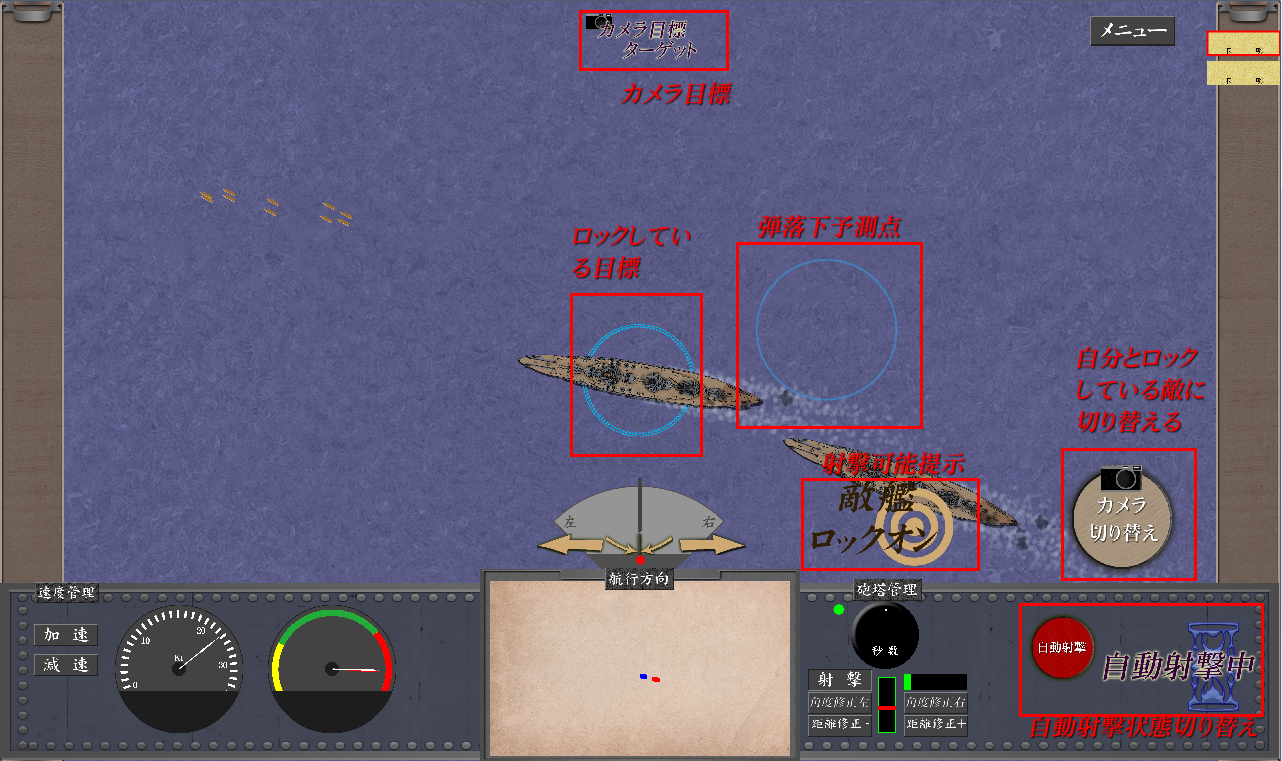 カメラ目標
ターゲット
カメラ目標
メニュー
弾落下予測点
ロックしてい
る目標
自分とロック
している敵に
切り替える
射撃可能提示
敵艦
ロックオン
カメラ
切り替え
左
右
航行方向
速度管理
加 速
減 速
0
10
20
30
Kt
砲塔管理
秒数
射 撃
角度修正左
角度修正右
距離修正-
距離修正+
自動射撃
自動射撃中
自動射撃状態切り替え